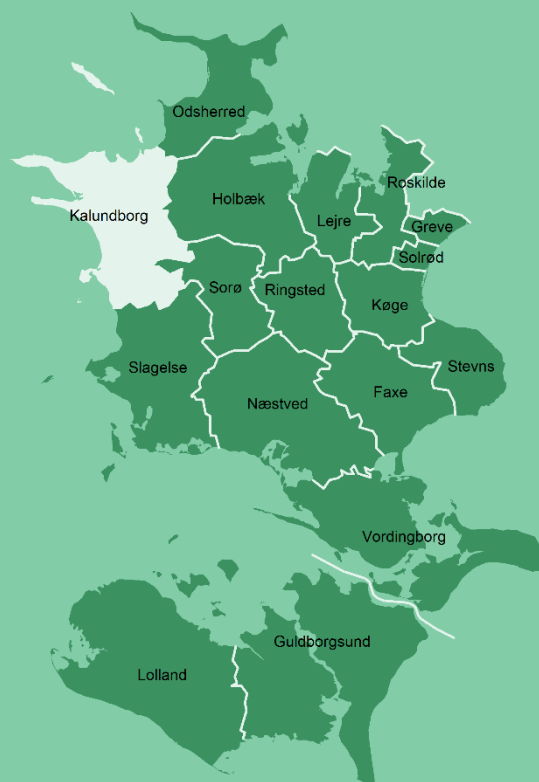 Odsherred
Roskilde
Holbæk
Kalundborg
Lejre
Greve
Solrød
Sorø
Ringsted
Køge
Slagelse
Stevns
Faxe
Næstved
Vordingborg
Guldborgsund
Lolland